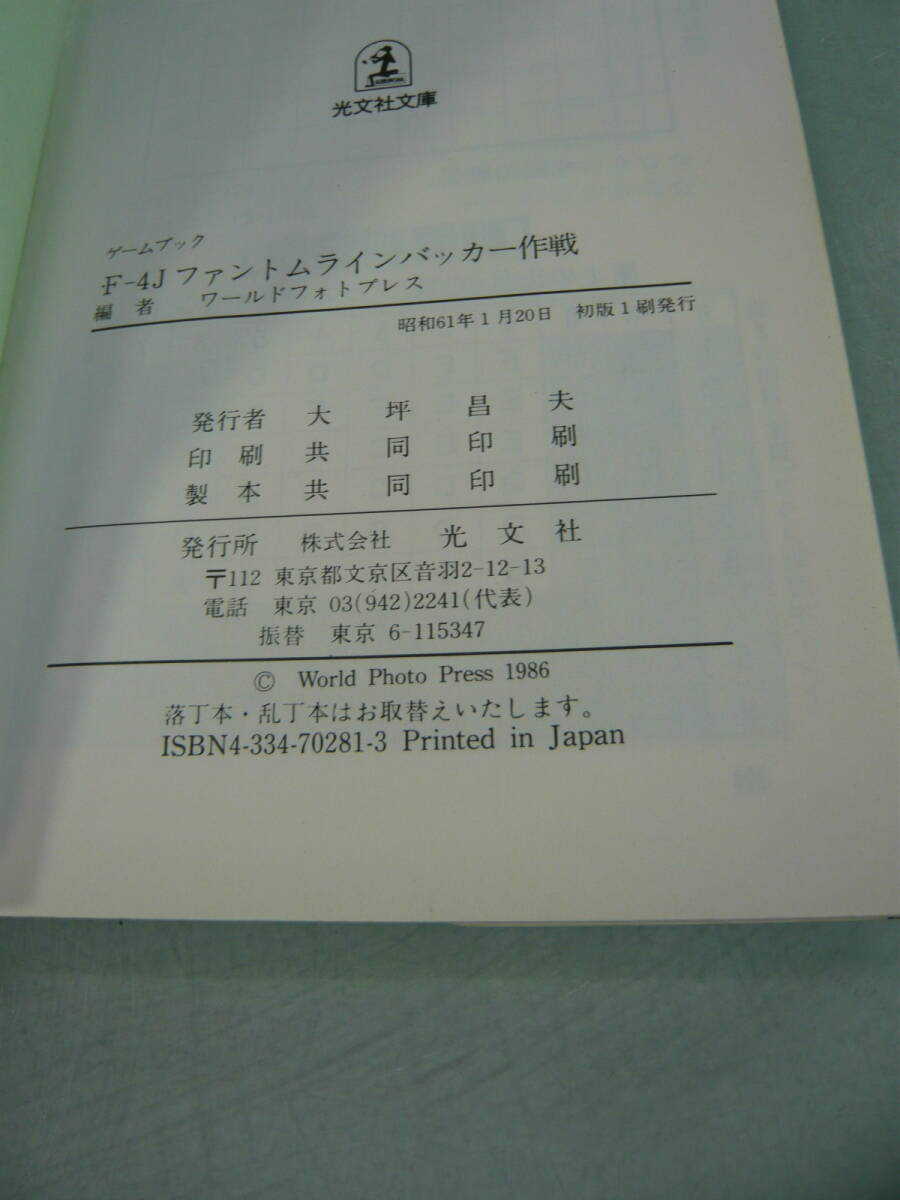 光文社文庫
ゲームブック
F-4Jファントムラインバッカー作戦
編者 ワールドフォトプレス
昭和61年1月20日 初版1刷発行
発行者 大坪昌夫
印刷 共同印刷
製本 共同印刷
発行所 株式会社 光文社
〒112 東京都文京区音羽2-12-13
電話 東京 03(942)2241(代表)
振替 東京 6-115347
© World Photo Press 1986
落丁本・乱丁本はお取替えいたします。
ISBN4-334-70281-3 Printed in Japan